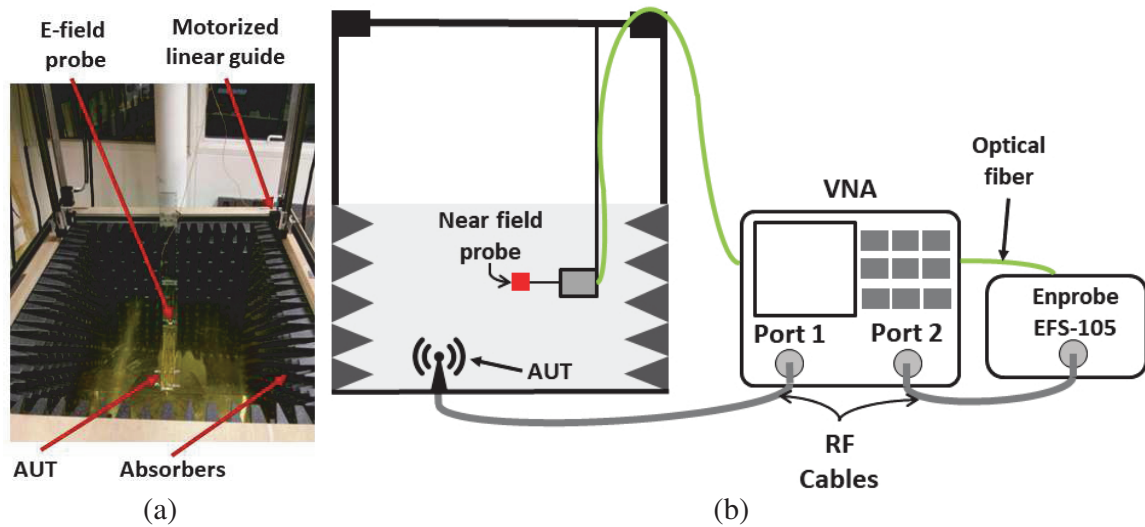 E-field
probe
Motorized
linear guide
AUT
Absorbers
(a)
Near field
probe
AUT
VNA
Port 1
Port 2
Optical
fiber
Enprobe
EFS-105
RF
Cables
(b)